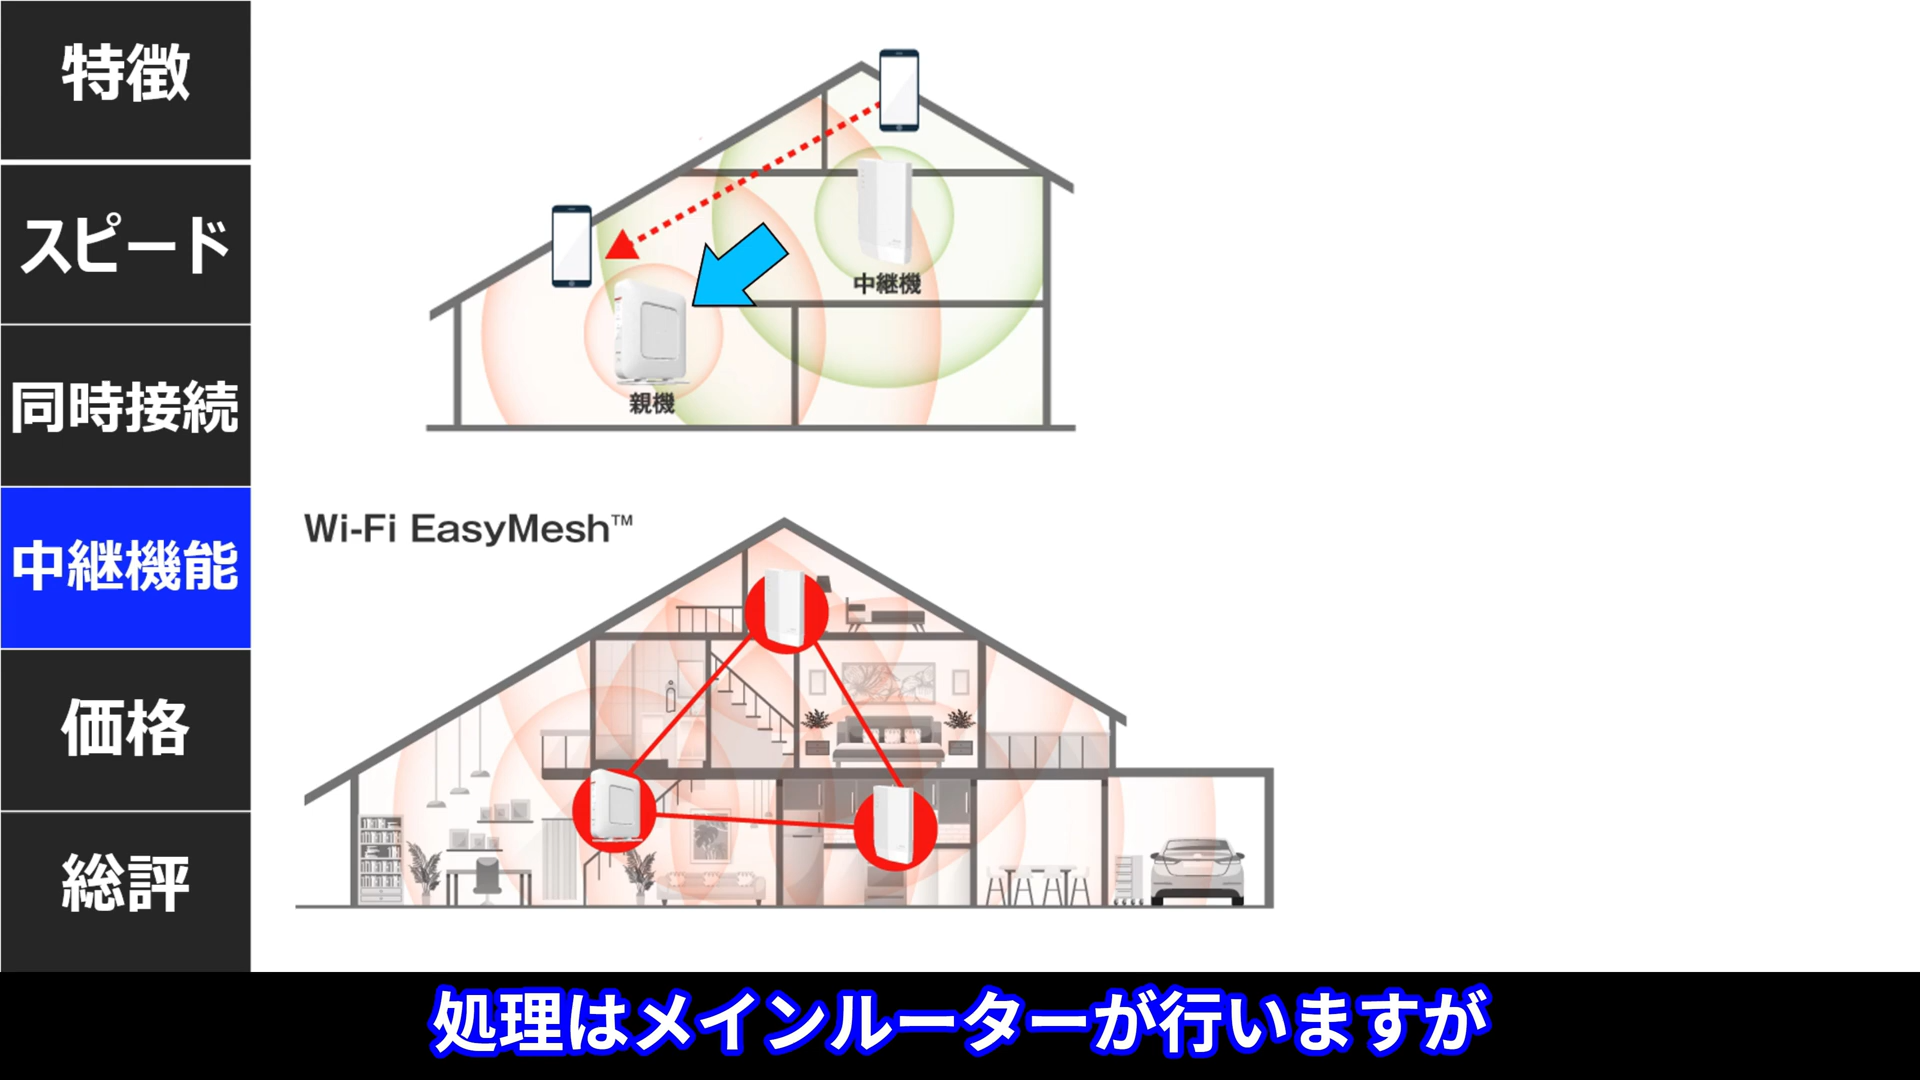 特徴
スピード
同時接続
中継機能
価格
総評
中継機
親機
Wi-Fi EasyMesh™
処理はメインルーターが行いますが